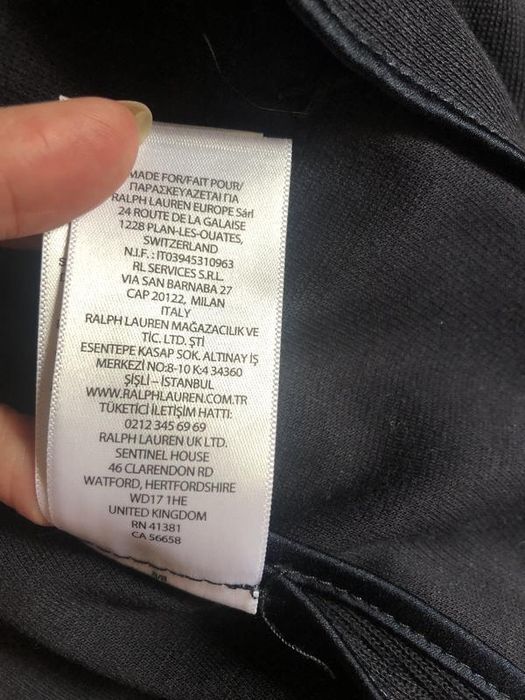 MADE FOR/FAIT POUR/
ΠΑΡΑΣΚΕΥΑΖΕΤΑΙ ΓΙΑ
RALPH LAUREN EUROPE Sàrl
24 ROUTE DE LA GALAISE
1228 PLAN-LES-OUATES,
SWITZERLAND
N.I.F. : IT03945310963
RL SERVICES S.R.L.
VIA SAN BARNABA 27
CAP 20122, MILAN
ITALY
RALPH LAUREN MAĞAZACILIK VE
TİC. LTD. ŞTİ
ESENTEPE KASAP SOK. ALTINAY İŞ
MERKEZİ NO:8-10 K:4 34360
ŞİŞLİ – İSTANBUL
WWW.RALPHLAUREN.COM.TR
TÜKETİCİ İLETİŞİM HATTI:
0212 345 69 69
RALPH LAUREN UK LTD.
SENTINEL HOUSE
46 CLARENDON RD
WATFORD, HERTFORDSHIRE
WD17 1HE
UNITED KINGDOM
RN 41381
CA 56658